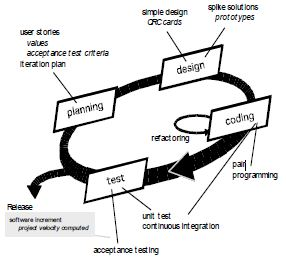 simple design
CRC cards
spike solutions
prototypes
user stories
values
acceptance test criteria
iteration plan
design
planning
coding
refactoring
test
pair
programming
Release
software increment
project velocity computed
unit test
continuous integration
acceptance testing